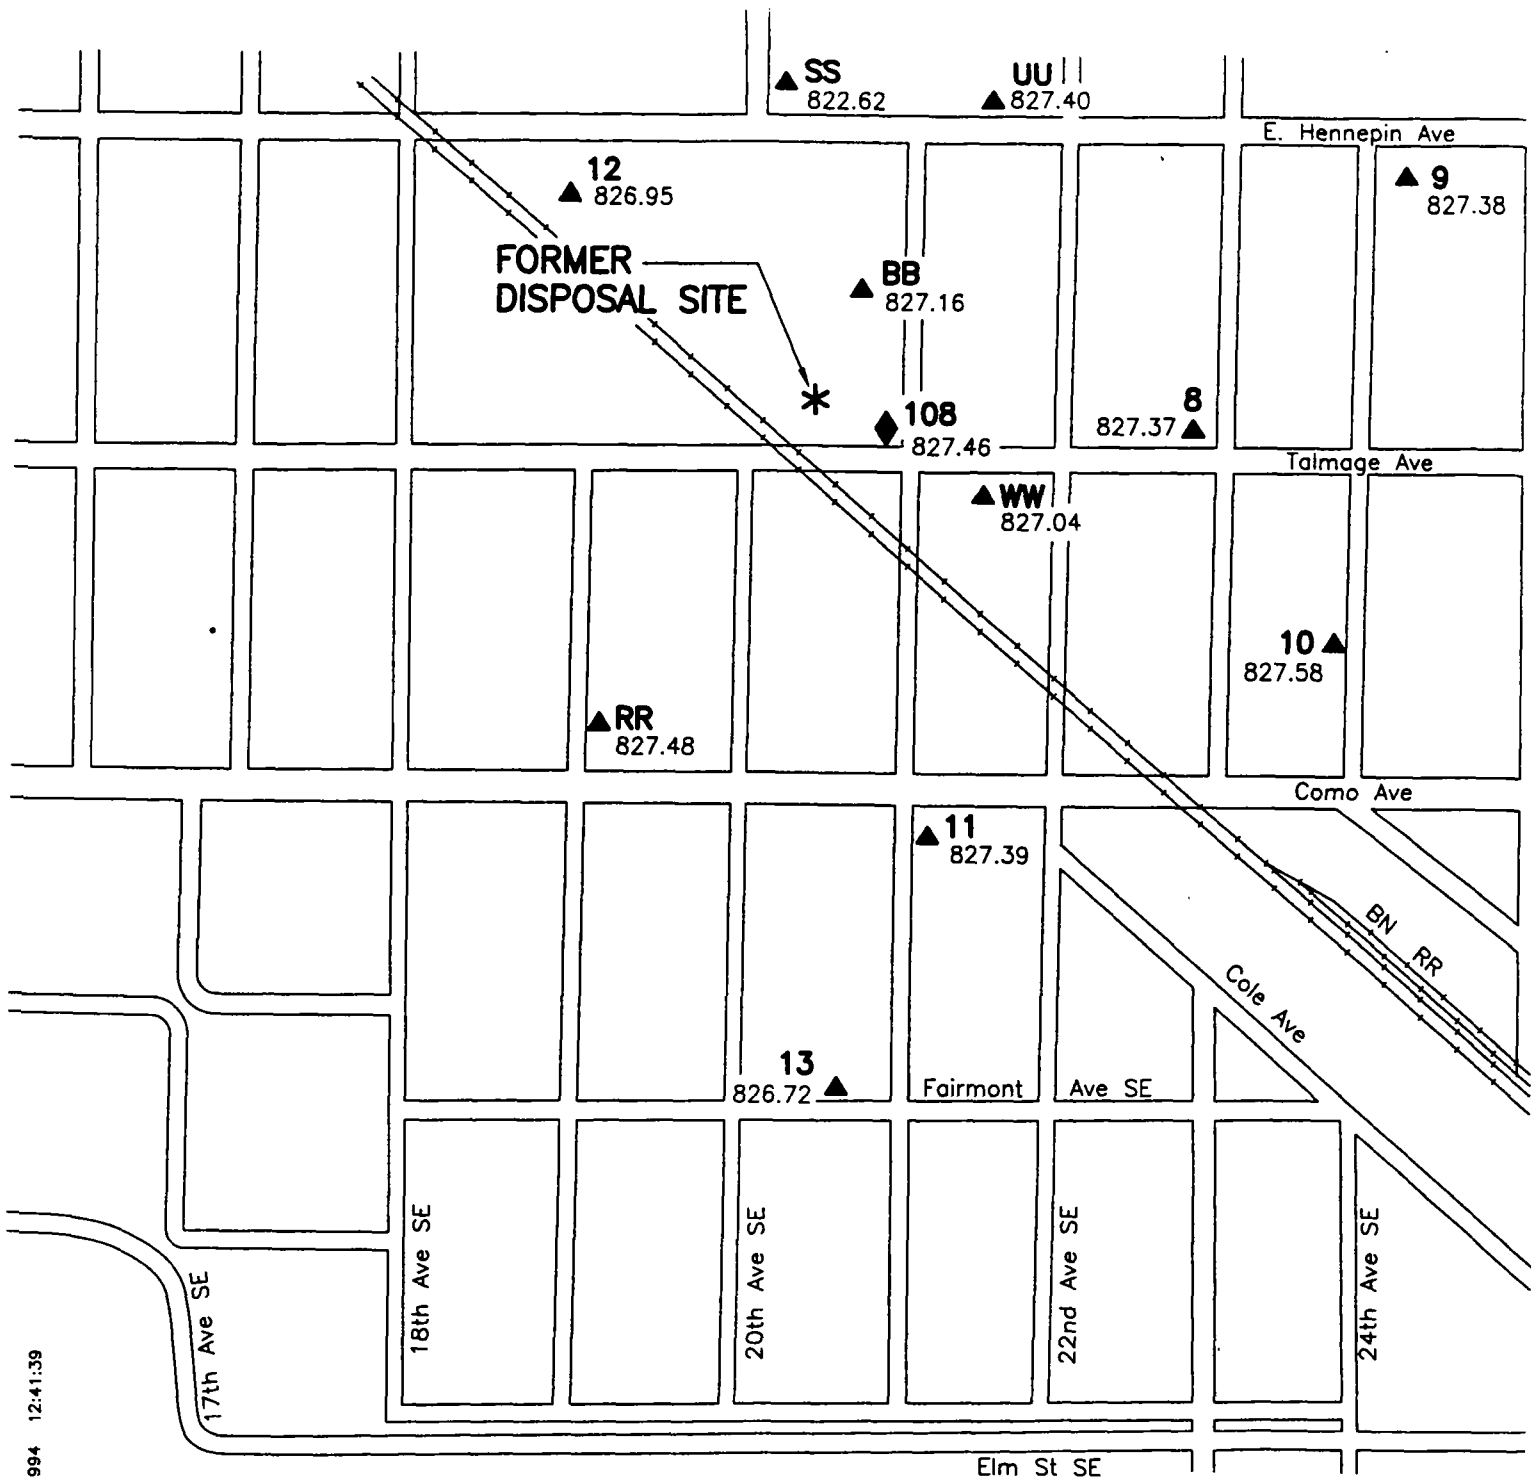 SS
822.62
UU
827.40
E. Hennepin Ave
12
826.95
9
827.38
FORMER
DISPOSAL SITE
BB
827.16
108
827.46
8
827.37
Talmage Ave
WW
827.04
10
827.58
RR
827.48
Como Ave
11
827.39
BN RR
Cole Ave
13
826.72
Fairmont Ave SE
17th Ave SE
18th Ave SE
20th Ave SE
22nd Ave SE
24th Ave SE
Elm St SE
994 12:41:39